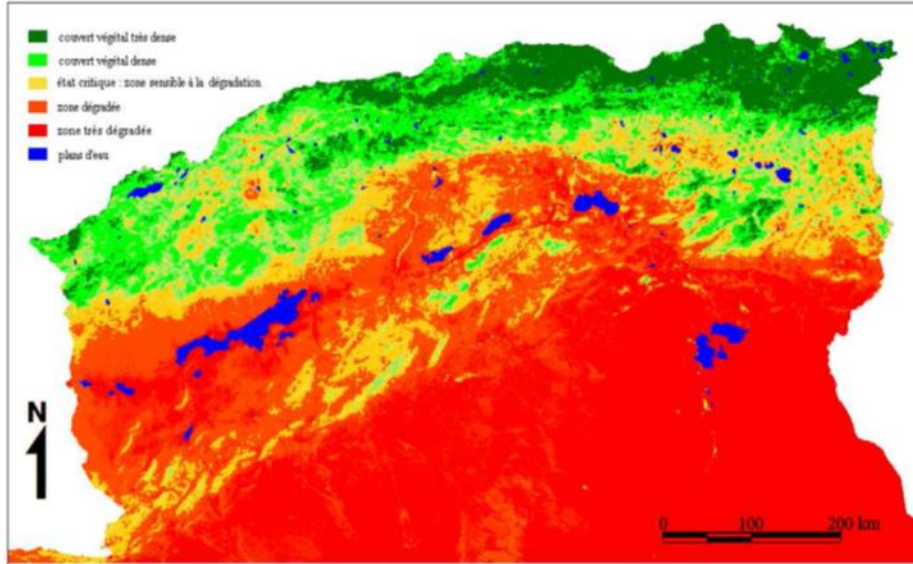 couvert végétal très dense
couvert végétal dense
état critique : zone sensible à la dégradation
zone dégradée
zone très dégradée
plans d'eau
N
0 100 200 km